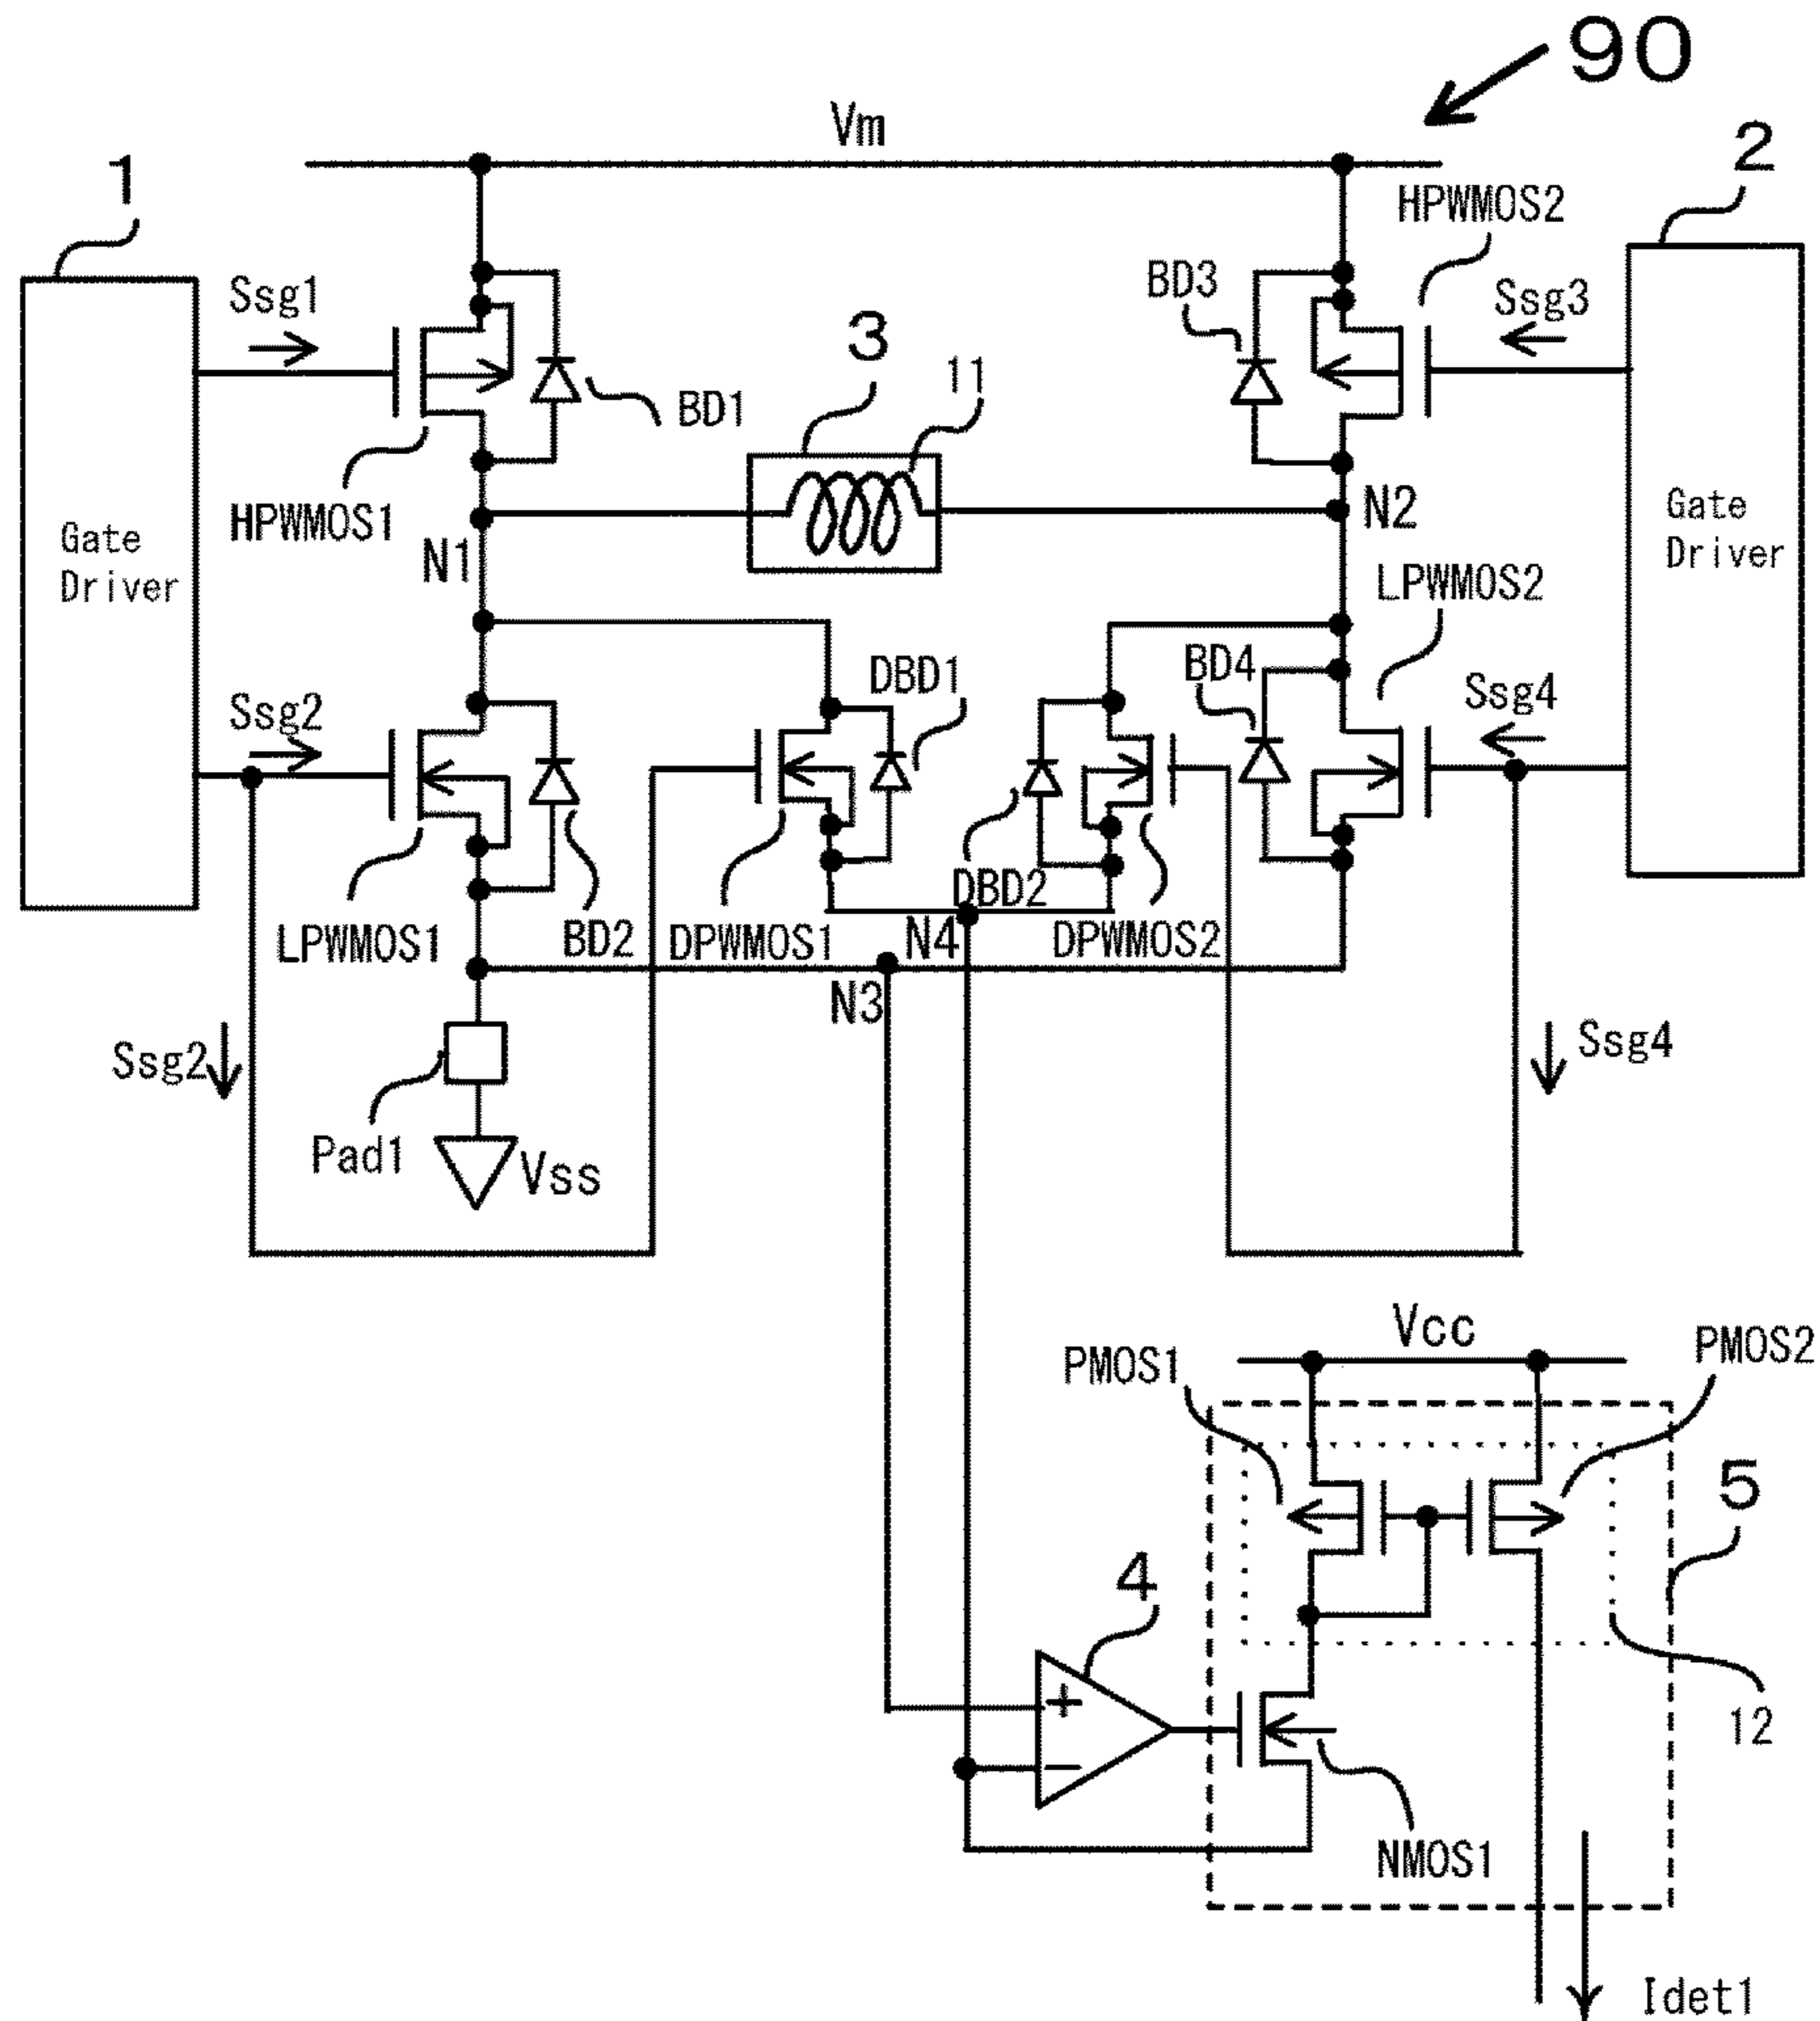 90
Vm
1
2
HPWMOS2
Ssg1
BD3
Ssg3
3
11
BD1
HPWMOS1
N1
N2
Gate
Driver
Gate
Driver
LPWMOS2
Ssg2
DBD1
BD4
Ssg4
LPWMOS1
BD2
DPWMOS1
N4
DBD2
DPWMOS2
N3
Ssg2
Ssg4
Pad1
Vss
Vcc
PMOS1
PMOS2
5
4
+
−
12
NMOS1
Idet1